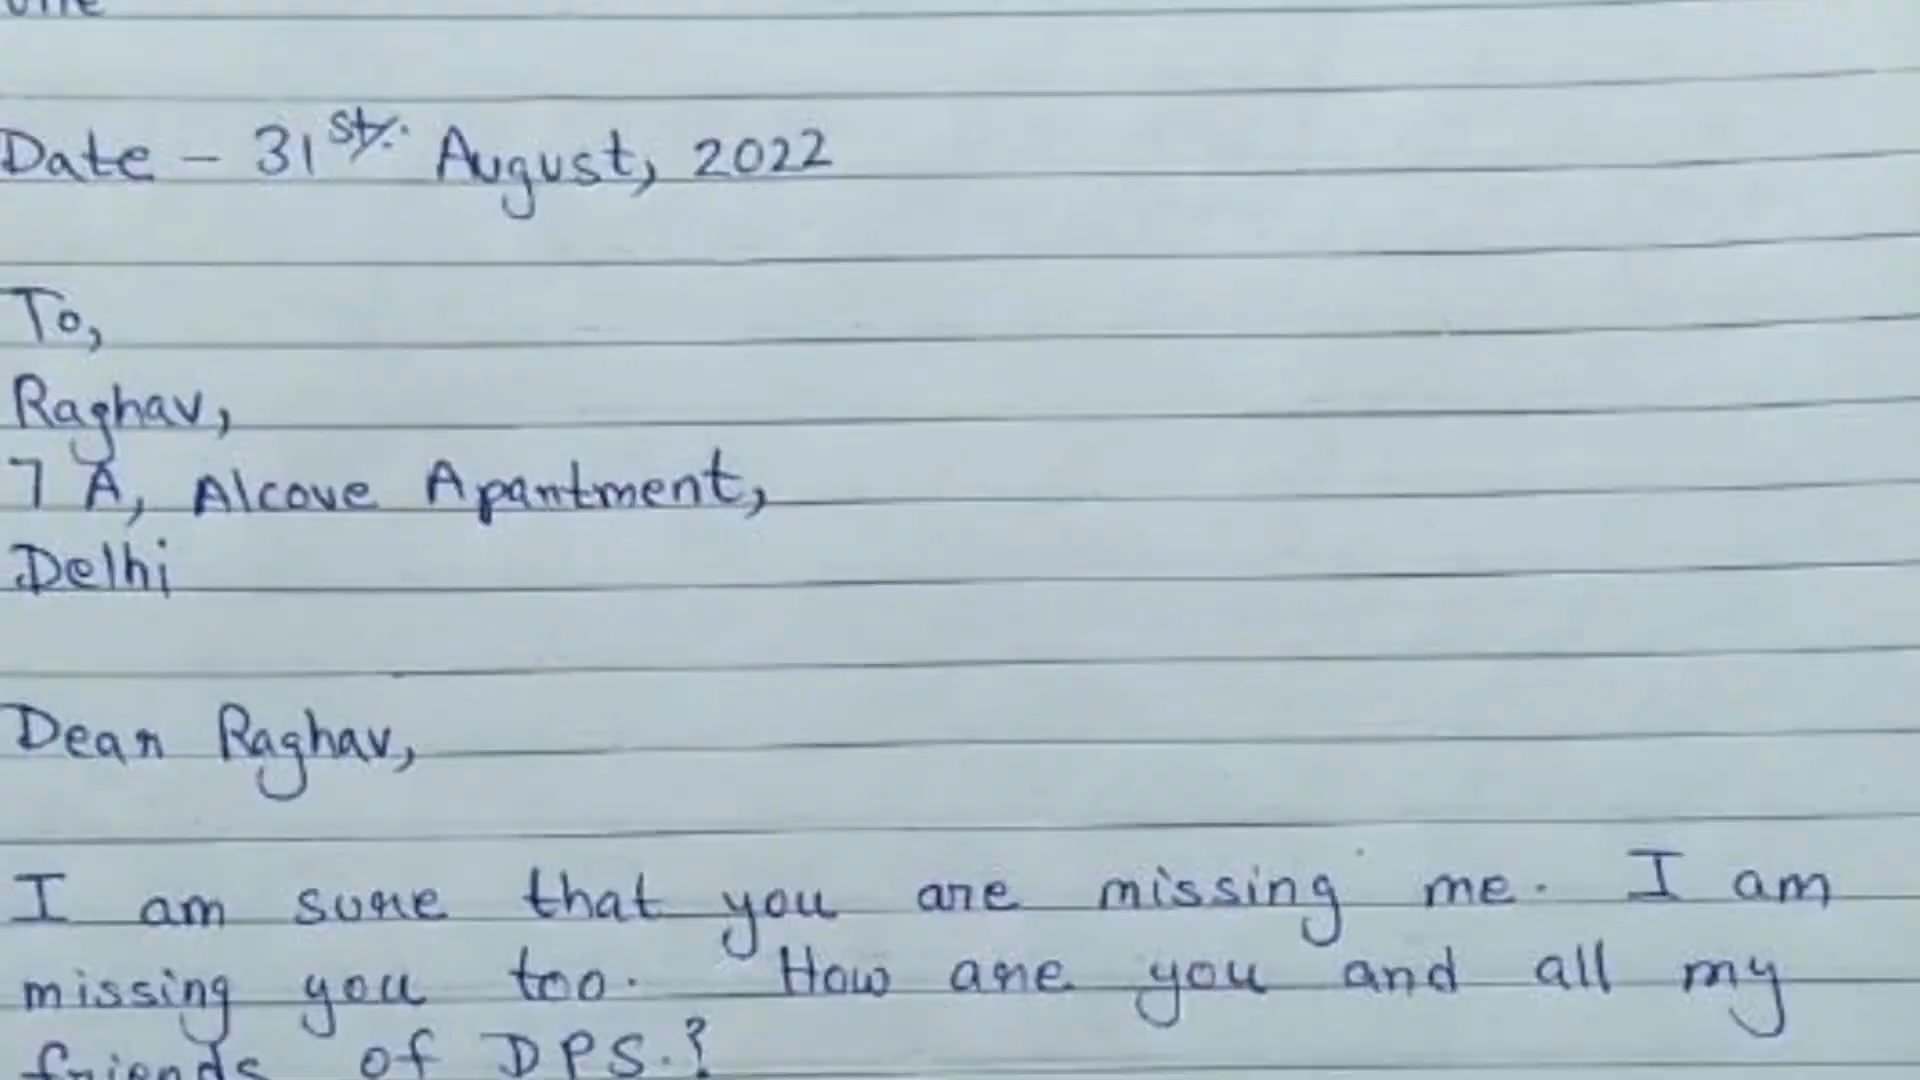 Date - 31st. August, 2022
To,
Raghav,
7 A, Alcove Apartment,
Delhi
Dear Raghav,
I am sure that you are missing me. I am
missing you too. How are you and all my
friends of DPS.?